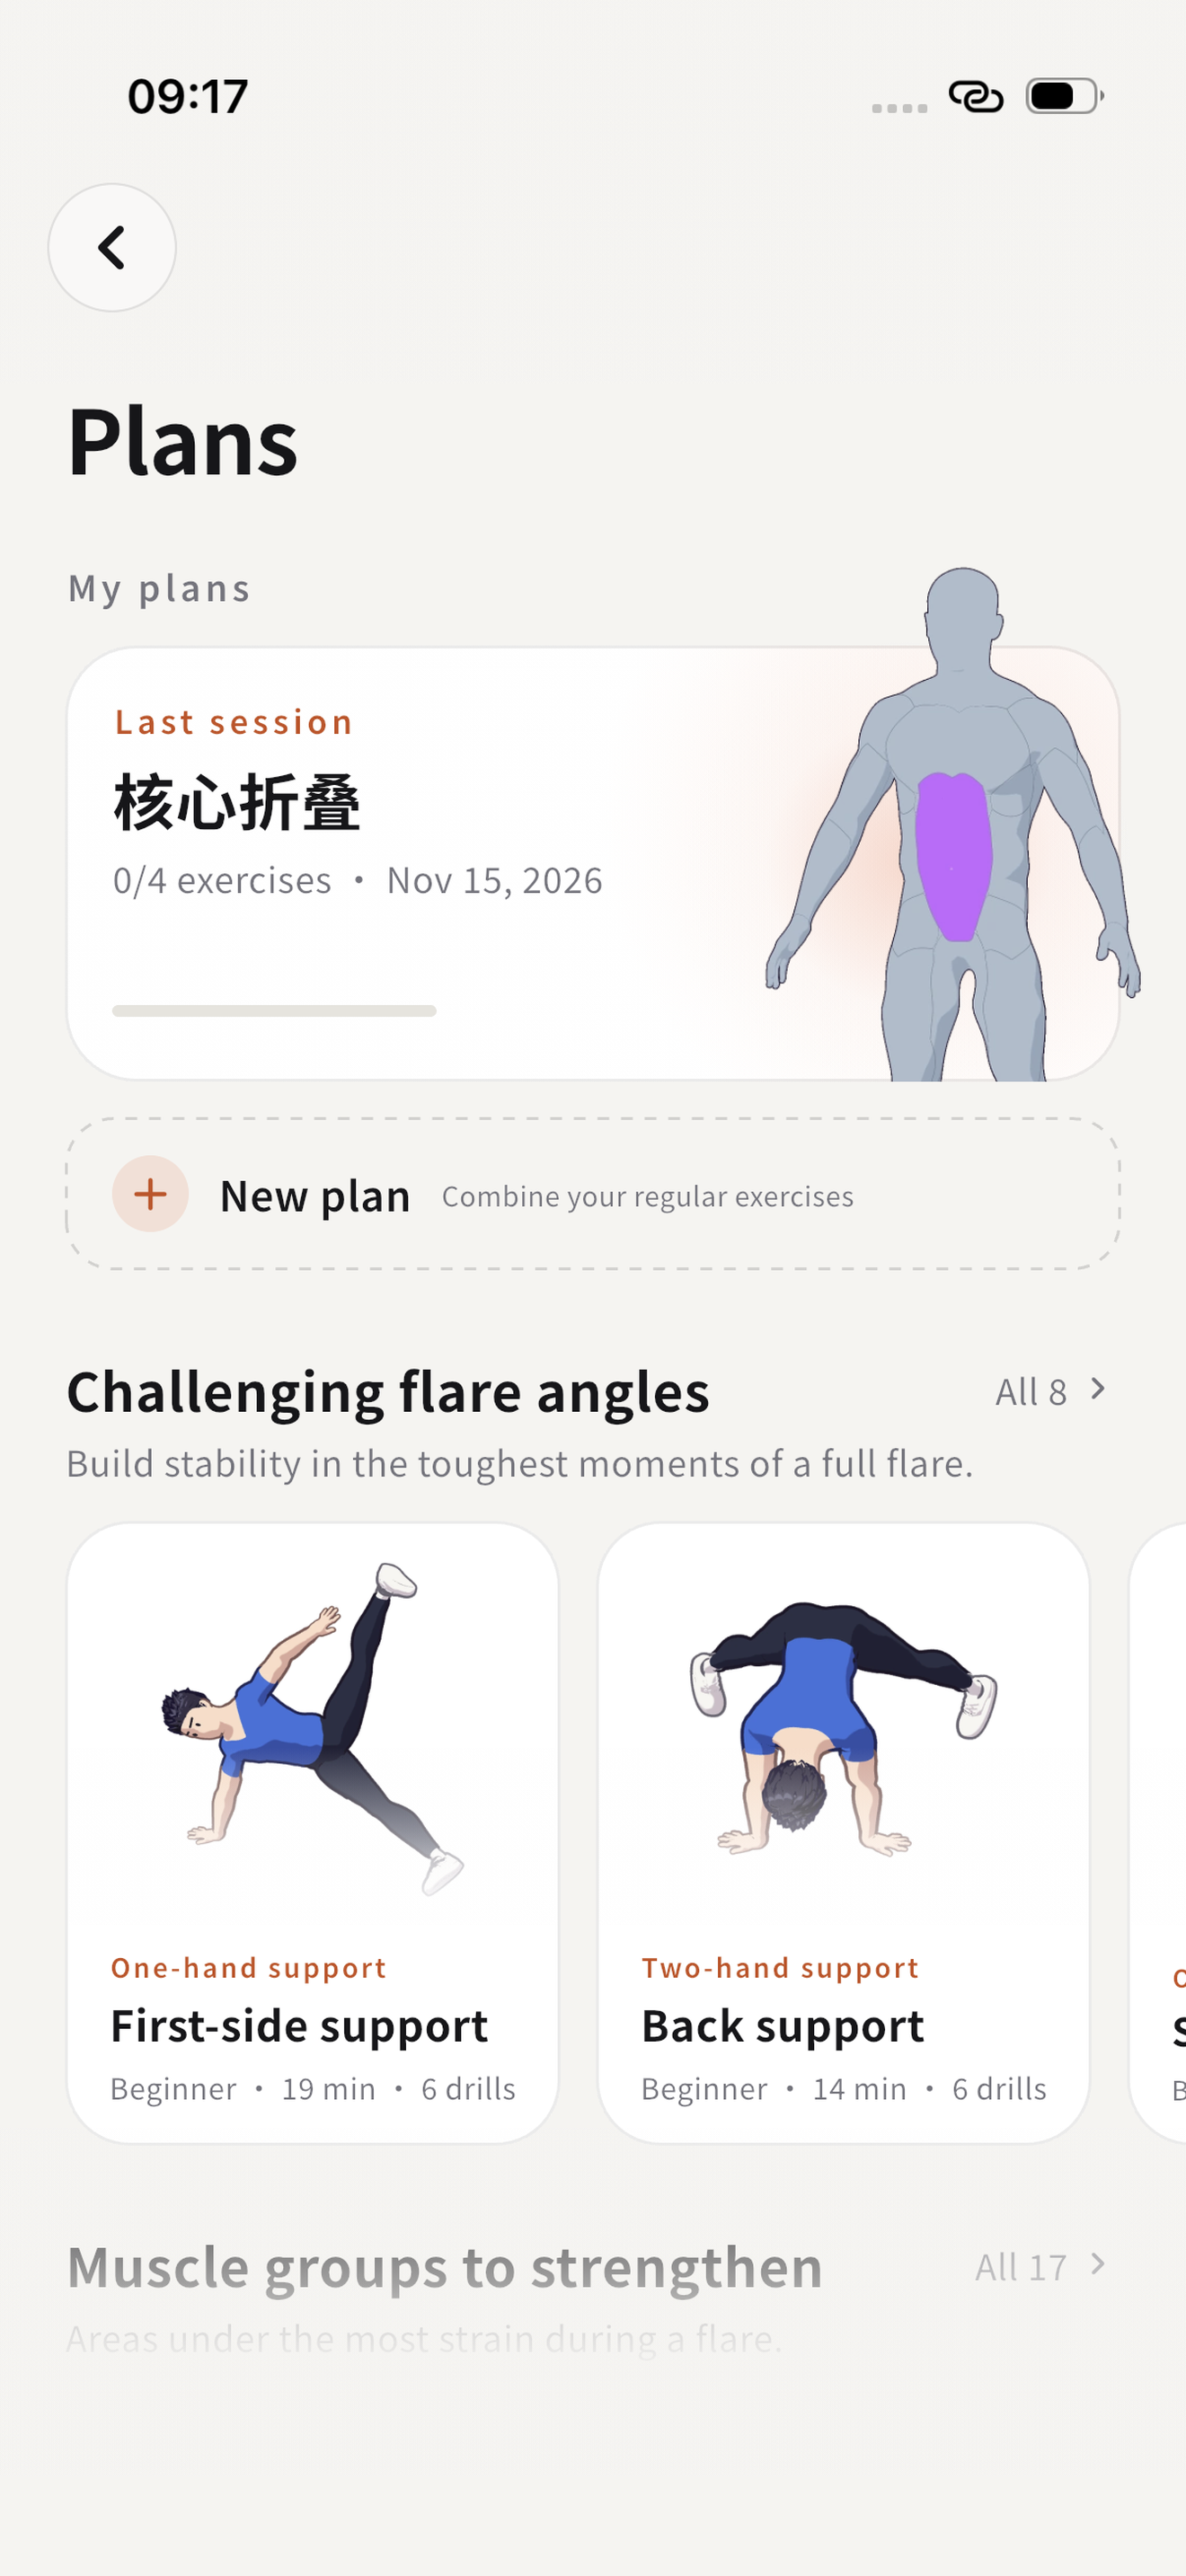 09:17
Plans
My plans
Last session
核心折叠
0/4 exercises • Nov 15, 2026
New plan Combine your regular exercises
Challenging flare angles All 8
Build stability in the toughest moments of a full flare.
One-hand support
First-side support
Beginner • 19 min • 6 drills
Two-hand support
Back support
Beginner • 14 min • 6 drills
Muscle groups to strengthen All 17
Areas under the most strain during a flare.